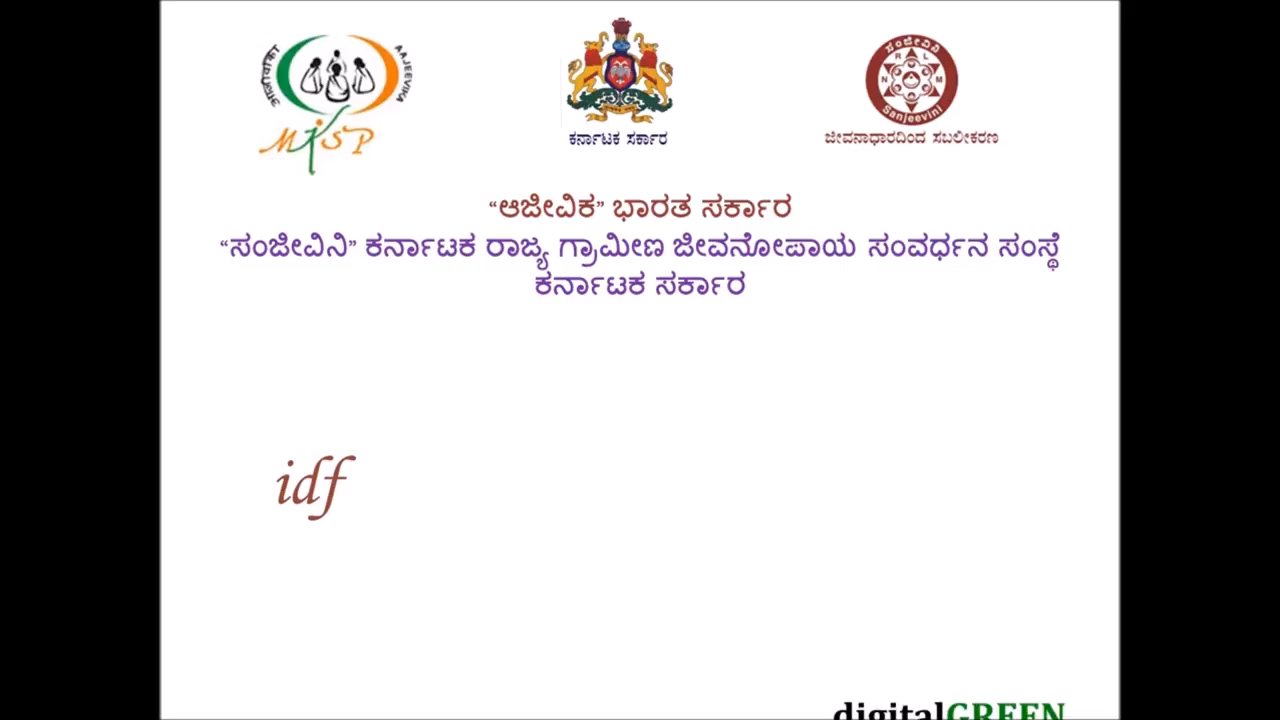 आजीविका
AAJEEVIKA
MKSP
ಕರ್ನಾಟಕ ಸರ್ಕಾರ
ಸಂಜೀವಿನಿ
N R L M
Sanjeevini
ಜೀವನಾಧಾರದಿಂದ ಸಬಲೀಕರಣ
“ಆಜೀವಿಕ” ಭಾರತ ಸರ್ಕಾರ
“ಸಂಜೀವಿನಿ” ಕರ್ನಾಟಕ ರಾಜ್ಯ ಗ್ರಾಮೀಣ ಜೀವನೋಪಾಯ ಸಂವರ್ಧನ ಸಂಸ್ಥೆ
ಕರ್ನಾಟಕ ಸರ್ಕಾರ
idf
digitalGREEN